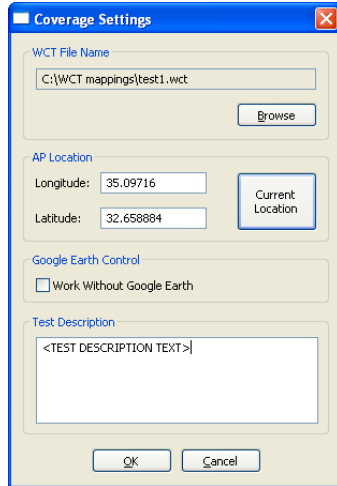 Coverage Settings
WCT File Name
C:\WCT mappings\test1.wct
Browse
AP Location
Longitude: 35.09716
Current
Location
Latitude: 32.658884
Google Earth Control
Work Without Google Earth
Test Description
<TEST DESCRIPTION TEXT>
OK Cancel